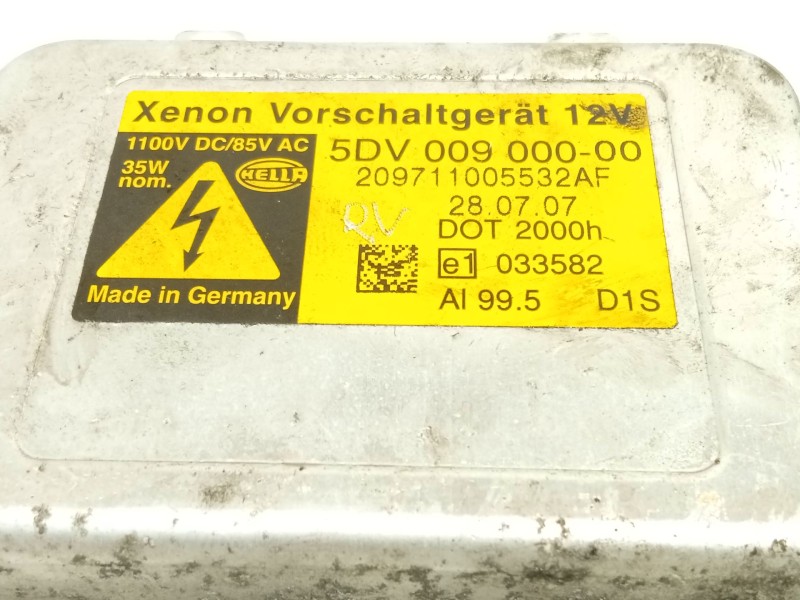 Xenon Vorschaltgerät 12V
1100V DC/85V AC
35W
nom.
HELLA
Made in Germany
5DV 009 000-00
209711005532AF
28.07.07
RV
DOT 2000h
e1 033582
Al 99.5 D1S